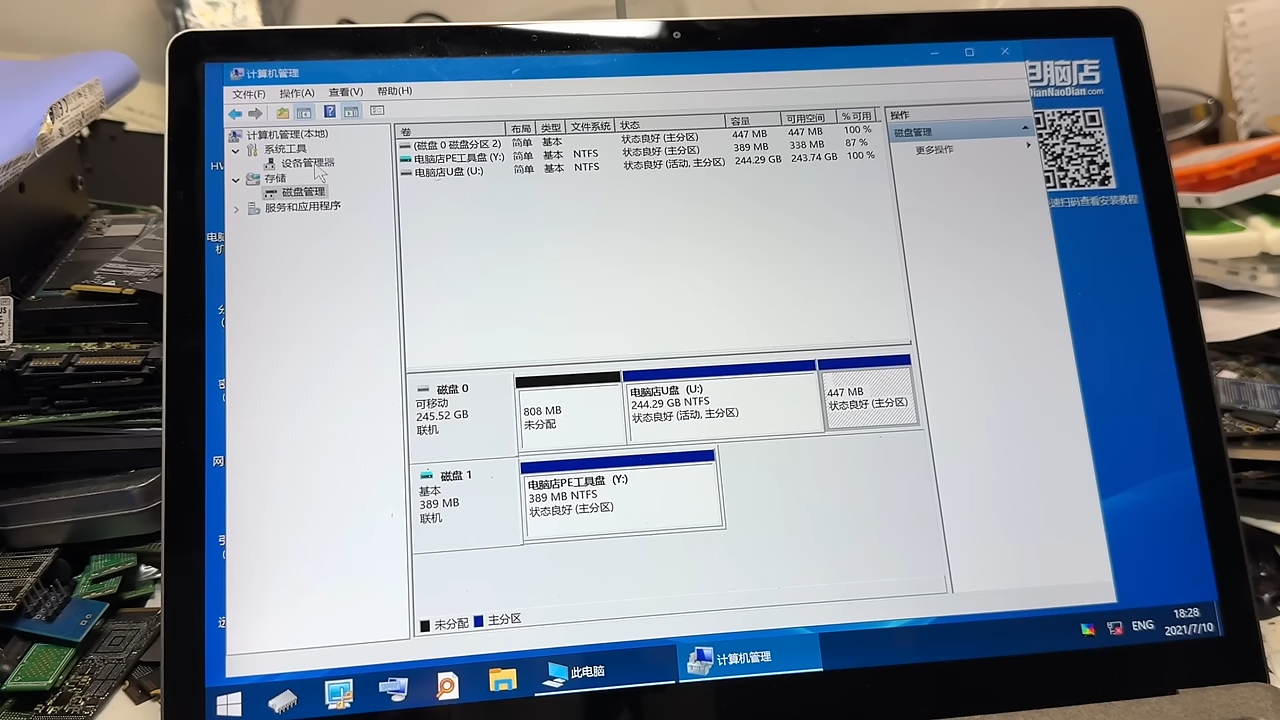 计算机管理
文件(F) 操作(A) 查看(V) 帮助(H)
计算机管理(本地)
系统工具
设备管理器
存储
磁盘管理
服务和应用程序
卷 布局 类型 文件系统 状态 容量 可用空间 % 可用
(磁盘 0 磁盘分区 2) 简单 基本 状态良好 (主分区) 447 MB 447 MB 100 %
电脑店PE工具盘 (Y:) 简单 基本 NTFS 状态良好 (主分区) 389 MB 338 MB 87 %
电脑店U盘 (U:) 简单 基本 NTFS 状态良好 (活动, 主分区) 244.29 GB 243.74 GB 100 %
操作
磁盘管理
更多操作
电脑店
DianNaoDian.com
速扫码查看安装教程
磁盘 0
可移动
245.52 GB
联机
808 MB
未分配
电脑店U盘 (U:)
244.29 GB NTFS
状态良好 (活动, 主分区)
447 MB
状态良好 (主分区)
磁盘 1
基本
389 MB
联机
电脑店PE工具盘 (Y:)
389 MB NTFS
状态良好 (主分区)
未分配 主分区
此电脑
计算机管理
ENG
18:28
2021/7/10